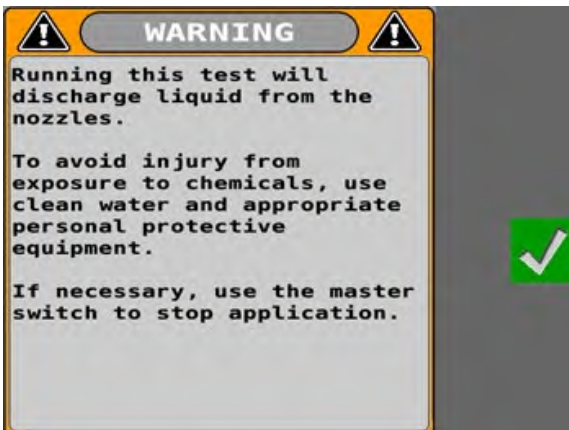 WARNING
Running this test will
discharge liquid from the
nozzles.
To avoid injury from
exposure to chemicals, use
clean water and appropriate
personal protective
equipment.
If necessary, use the master
switch to stop application.